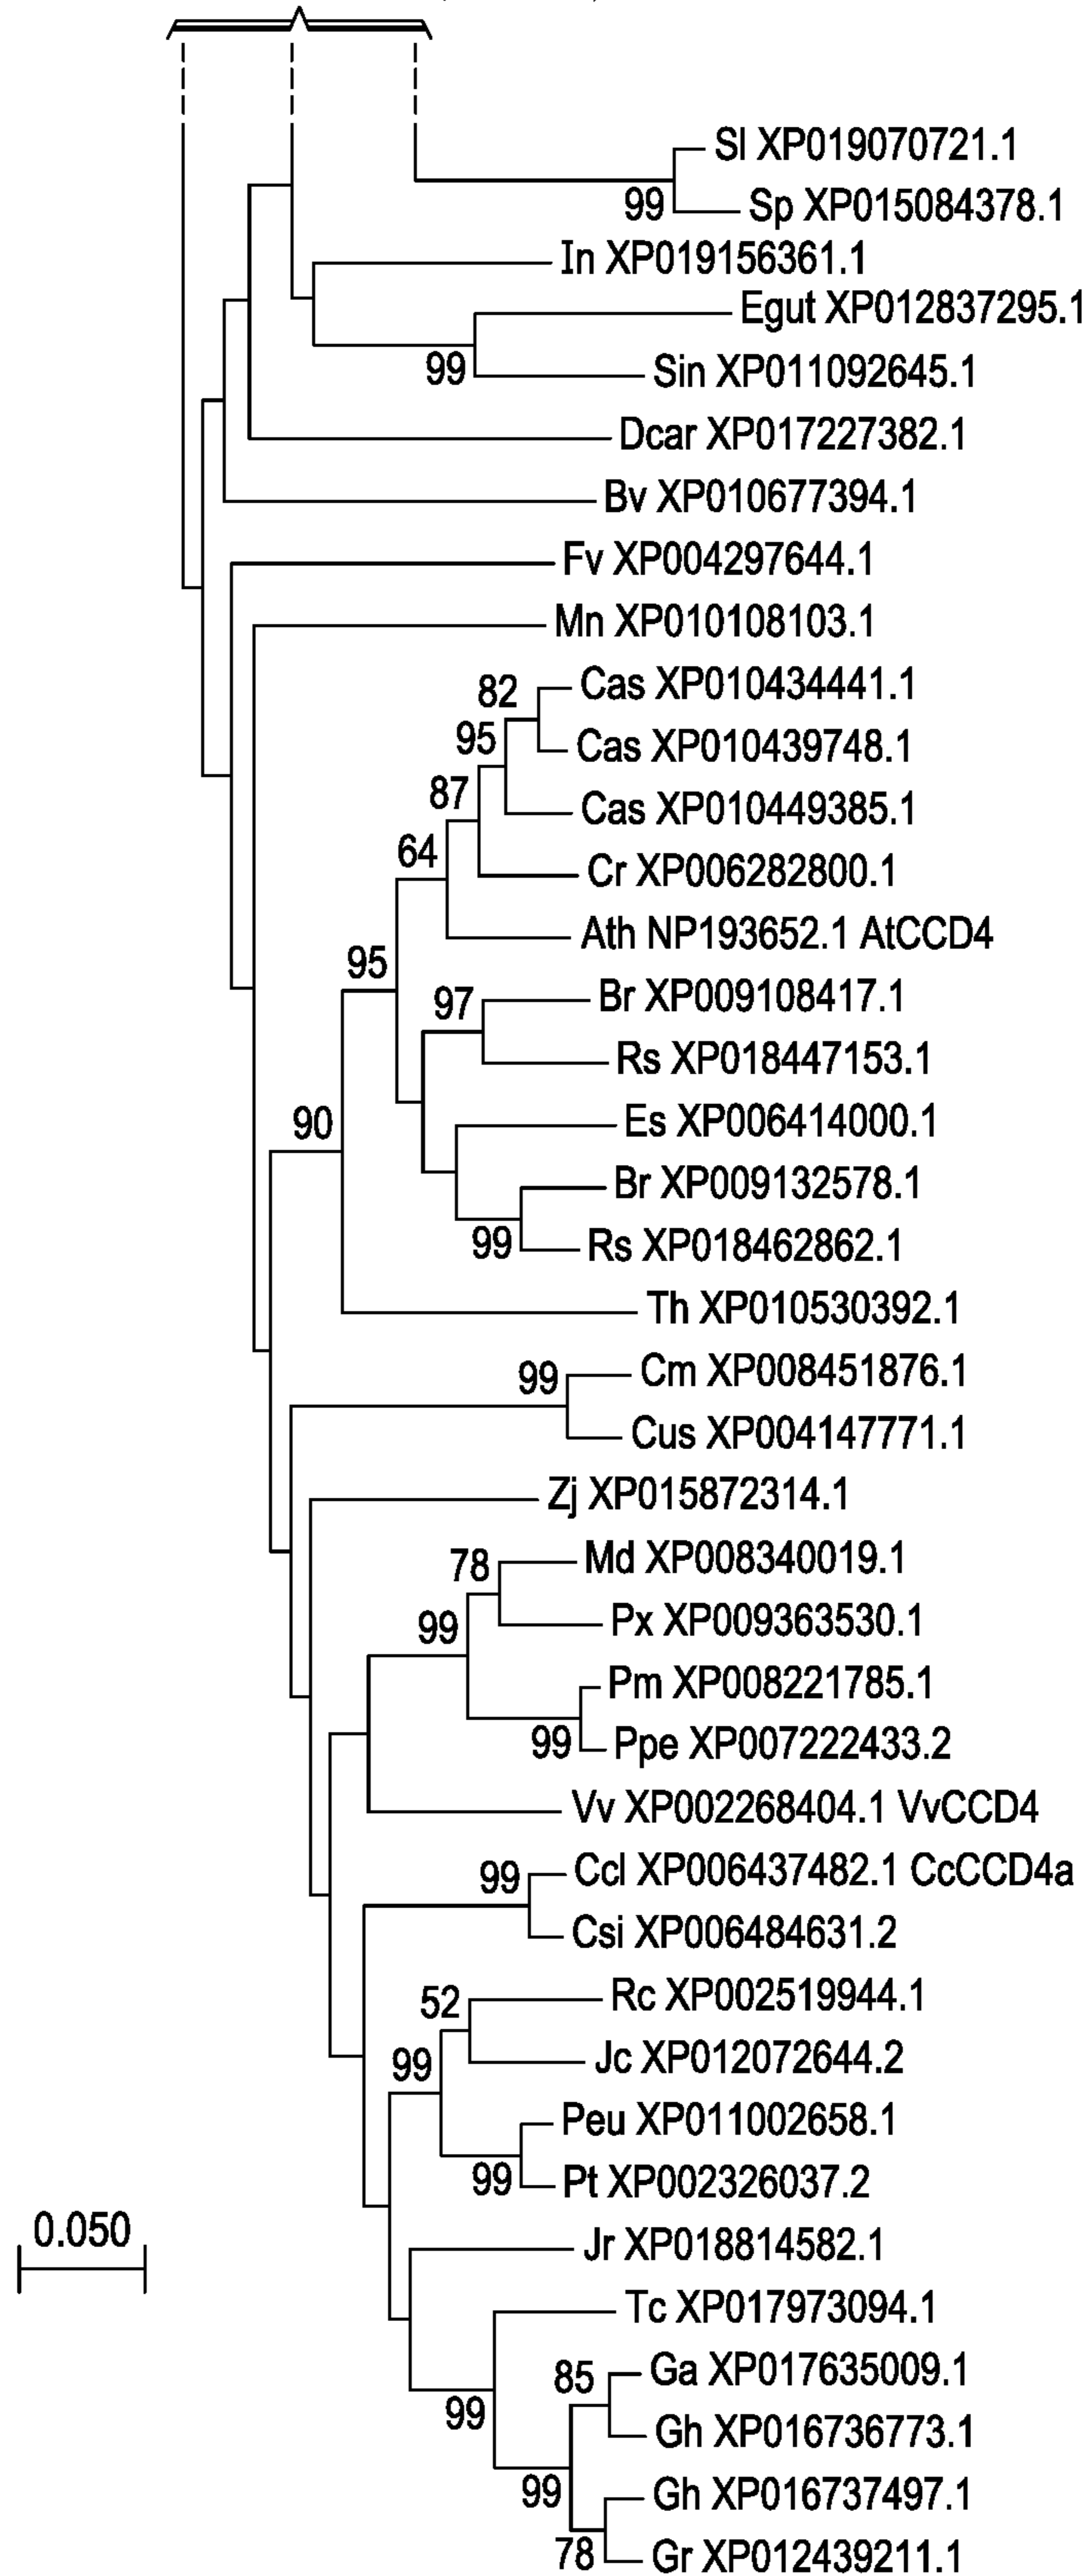 Sl XP019070721.1
99
Sp XP015084378.1
In XP019156361.1
Egut XP012837295.1
99
Sin XP011092645.1
Dcar XP017227382.1
Bv XP010677394.1
Fv XP004297644.1
Mn XP010108103.1
82
Cas XP010434441.1
95
Cas XP010439748.1
87
Cas XP010449385.1
64
Cr XP006282800.1
Ath NP193652.1 AtCCD4
95
97
Br XP009108417.1
Rs XP018447153.1
90
Es XP006414000.1
Br XP009132578.1
99
Rs XP018462862.1
Th XP010530392.1
99
Cm XP008451876.1
Cus XP004147771.1
Zj XP015872314.1
78
Md XP008340019.1
99
Px XP009363530.1
Pm XP008221785.1
99
Ppe XP007222433.2
Vv XP002268404.1 VvCCD4
99
Ccl XP006437482.1 CcCCD4a
Csi XP006484631.2
52
Rc XP002519944.1
99
Jc XP012072644.2
Peu XP011002658.1
99
Pt XP002326037.2
0.050
Jr XP018814582.1
Tc XP017973094.1
85
Ga XP017635009.1
99
Gh XP016736773.1
99
Gh XP016737497.1
78
Gr XP012439211.1